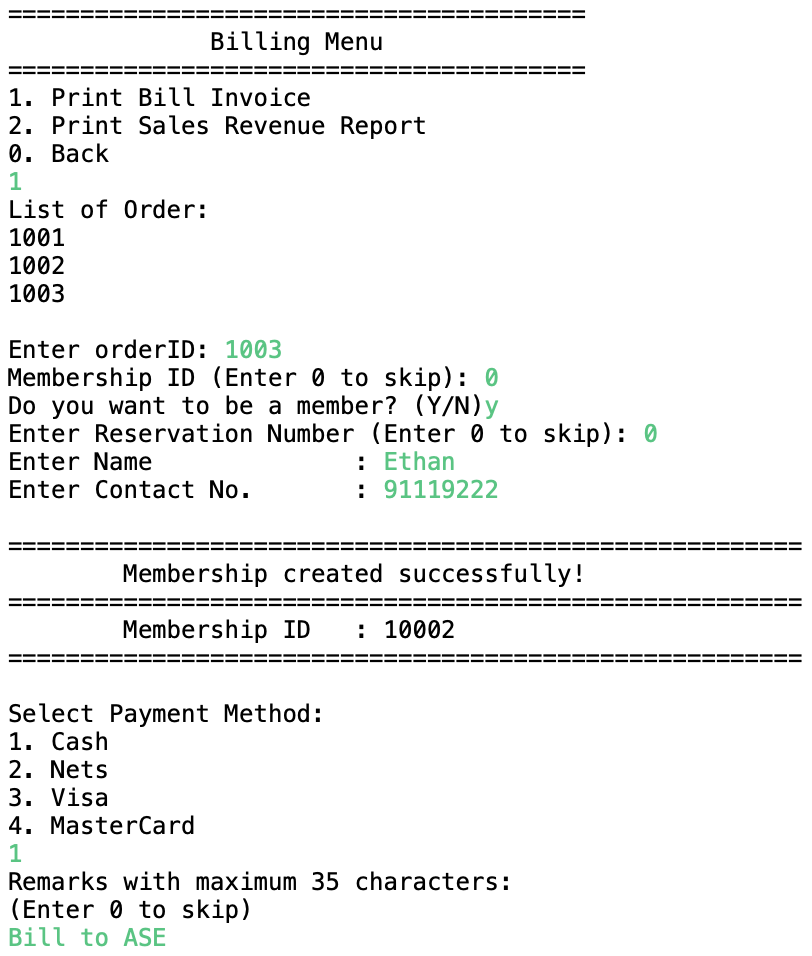 ========================================
Billing Menu
========================================
1. Print Bill Invoice
2. Print Sales Revenue Report
0. Back
1
List of Order:
1001
1002
1003
Enter orderID: 1003
Membership ID (Enter 0 to skip): 0
Do you want to be a member? (Y/N)y
Enter Reservation Number (Enter 0 to skip): 0
Enter Name              : Ethan
Enter Contact No.       : 91119222
=======================================================
Membership created successfully!
=======================================================
Membership ID   : 10002
=======================================================
Select Payment Method:
1. Cash
2. Nets
3. Visa
4. MasterCard
1
Remarks with maximum 35 characters:
(Enter 0 to skip)
Bill to ASE